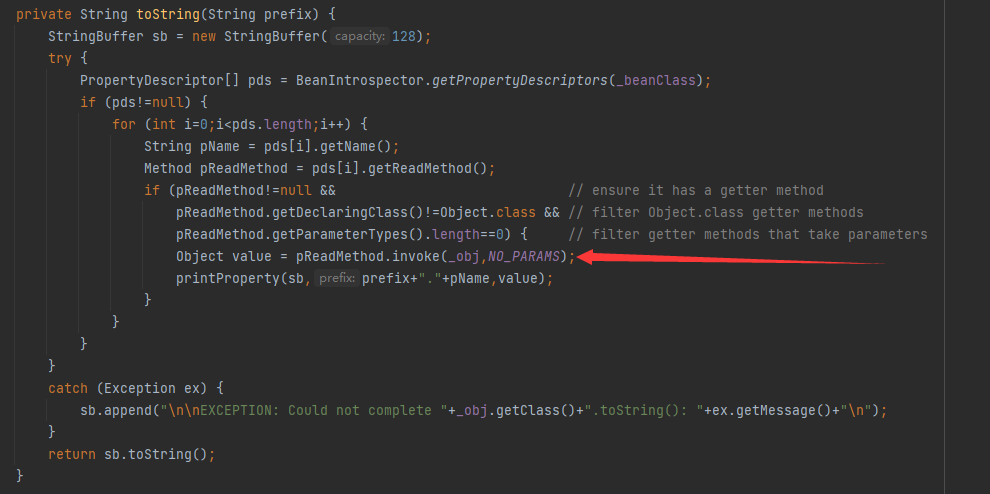 private String toString(String prefix) {
    StringBuffer sb = new StringBuffer( capacity: 128);
    try {
        PropertyDescriptor[] pds = BeanIntrospector.getPropertyDescriptors(_beanClass);
        if (pds!=null) {
            for (int i=0;i<pds.length;i++) {
                String pName = pds[i].getName();
                Method pReadMethod = pds[i].getReadMethod();
                if (pReadMethod!=null &&                             // ensure it has a getter method
                    pReadMethod.getDeclaringClass()!=Object.class && // filter Object.class getter methods
                    pReadMethod.getParameterTypes().length==0) {     // filter getter methods that take parameters
                    Object value = pReadMethod.invoke(_obj,NO_PARAMS);
                    printProperty(sb, prefix: prefix+"."+pName,value);
                }
            }
        }
    }
    catch (Exception ex) {
        sb.append("\n\nEXCEPTION: Could not complete "+_obj.getClass()+".toString(): "+ex.getMessage()+"\n");
    }
    return sb.toString();
}